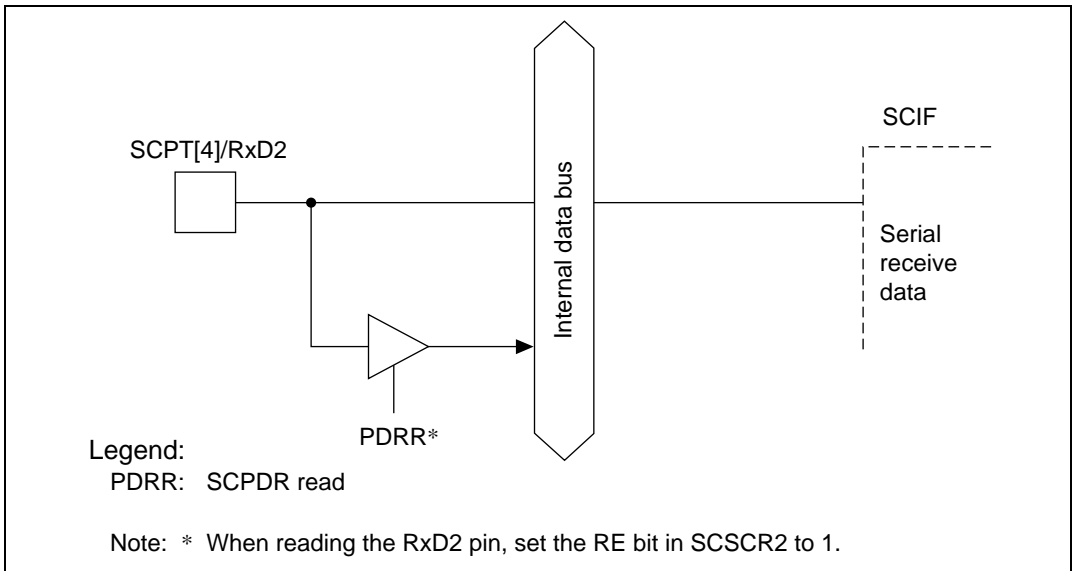 SCIF
SCPT[4]/RxD2
Internal data bus
Serial
receive
data
PDRR*
Legend:
PDRR: SCPDR read
Note: * When reading the RxD2 pin, set the RE bit in SCSCR2 to 1.